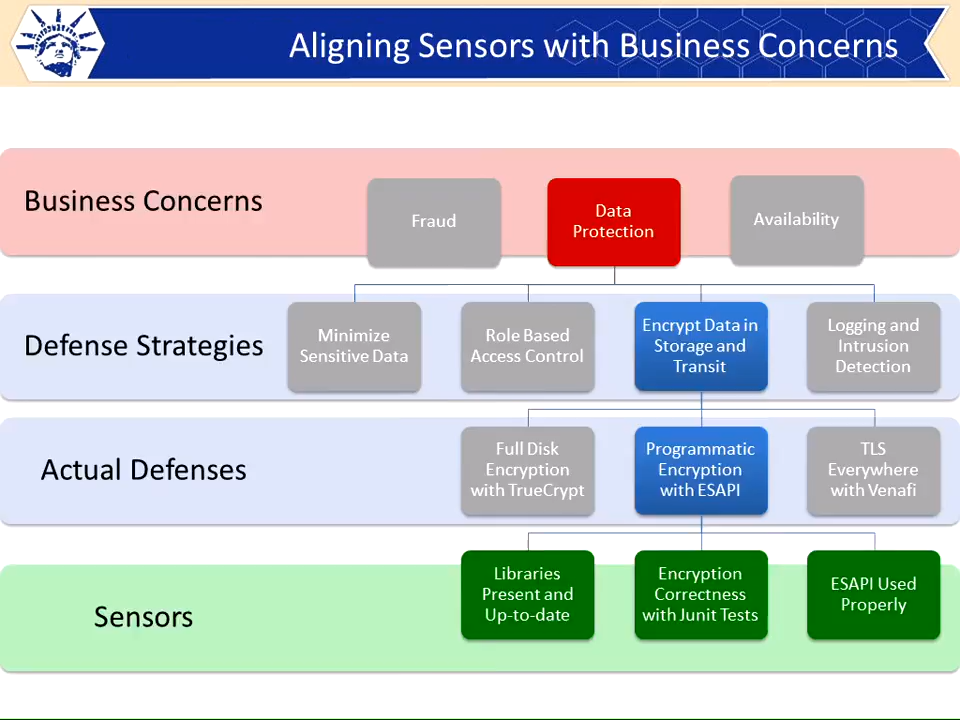 Aligning Sensors with Business Concerns
Business Concerns
Fraud
Data
Protection
Availability
Defense Strategies
Minimize
Sensitive Data
Role Based
Access Control
Encrypt Data in
Storage and
Transit
Logging and
Intrusion
Detection
Actual Defenses
Full Disk
Encryption
with TrueCrypt
Programmatic
Encryption
with ESAPI
TLS
Everywhere
with Venafi
Sensors
Libraries
Present and
Up-to-date
Encryption
Correctness
with Junit Tests
ESAPI Used
Properly